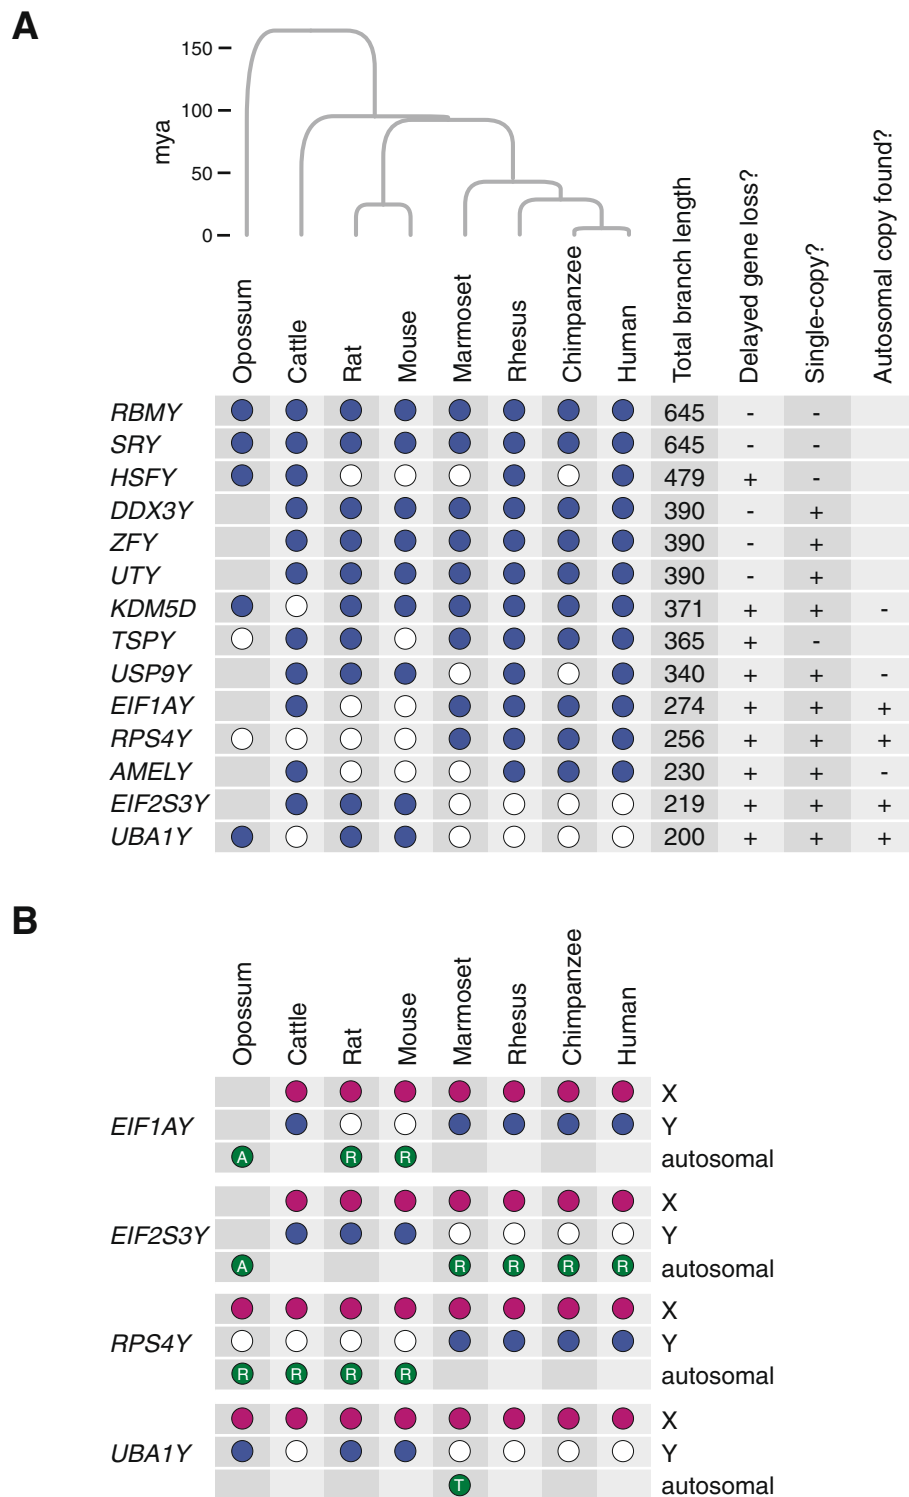 A
150
100
50
0
mya
Opossum
Cattle
Rat
Mouse
Marmoset
Rhesus
Chimpanzee
Human
Total branch length
Delayed gene loss?
Single-copy?
Autosomal copy found?
RBMY 645 - -
SRY 645 - -
HSFY 479 + -
DDX3Y 390 - +
ZFY 390 - +
UTY 390 - +
KDM5D 371 + + -
TSPY 365 + -
USP9Y 340 + + -
EIF1AY 274 + + +
RPS4Y 256 + + +
AMELY 230 + + -
EIF2S3Y 219 + + +
UBA1Y 200 + + +
B
Opossum
Cattle
Rat
Mouse
Marmoset
Rhesus
Chimpanzee
Human
X
EIF1AY Y
A R R autosomal
X
EIF2S3Y Y
A R R R R autosomal
X
RPS4Y Y
R R R R autosomal
X
UBA1Y Y
T autosomal